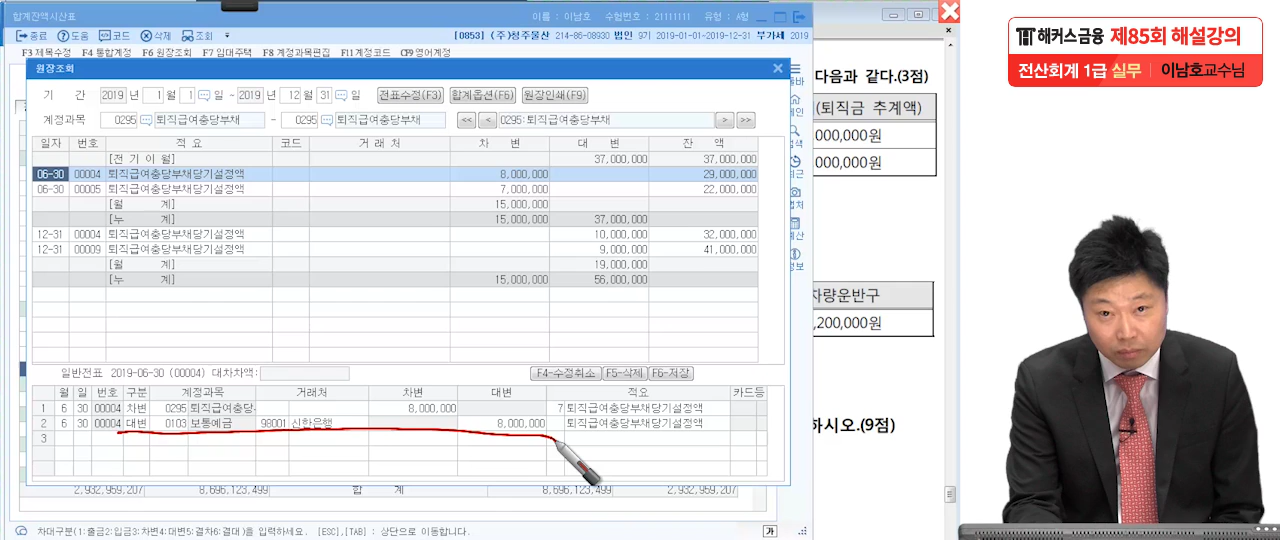 합계잔액시산표
이름 : 이남호 수험번호 : 21111111 유형 : A형
종료 도움 코드 삭제 조회
[0853] (주)청주물산 214-86-08930 법인 9기 2019-01-01~2019-12-31 부가세 2019
F3 제목수정 F4 통합계정 F6 원장조회 F7 임대주택 F8 계정과목편집 F11 계정코드 CF9 영어계정
원장조회
기 간 2019 년 1 월 1 일 ~ 2019 년 12 월 31 일 전표수정(F3) 합계옵션(F6) 원장인쇄(F9)
계정과목 0295 퇴직급여충당부채 - 0295 퇴직급여충당부채 << < 0295:퇴직급여충당부채 > >>
일자 번호 적 요 코드 거 래 처 차 변 대 변 잔 액
[전 기 이 월] 37,000,000 37,000,000
06-30 00004 퇴직급여충당부채당기설정액 8,000,000 29,000,000
06-30 00005 퇴직급여충당부채당기설정액 7,000,000 22,000,000
[월 계] 15,000,000
[누 계] 15,000,000 37,000,000
12-31 00004 퇴직급여충당부채당기설정액 10,000,000 32,000,000
12-31 00009 퇴직급여충당부채당기설정액 9,000,000 41,000,000
[월 계] 19,000,000
[누 계] 15,000,000 56,000,000
일반전표 2019-06-30 (00004) 대차차액: F4-수정취소 F5-삭제 F6-저장
월 일 번호 구분 계정과목 거래처 차변 대변 적요 카드등
1 6 30 00004 차변 0295 퇴직급여충당- 8,000,000 7 퇴직급여충당부채당기설정액
2 6 30 00004 대변 0103 보통예금 98001 신한은행 8,000,000 퇴직급여충당부채당기설정액
3
2,932,959,207 8,696,123,499 합 계 8,696,123,499 2,932,959,207
차대구분(1:출금2:입금3:차변4:대변5:결차6:결대 )을 입력하세요. [ESC],[TAB] : 상단으로 이동합니다.
가
다음과 같다.(3점)
(퇴직금 추계액)
000,000원
000,000원
차량운반구
,200,000원
하시오.(9점)
해커스금융 제85회 해설강의
전산회계 1급 실무 이남호교수님